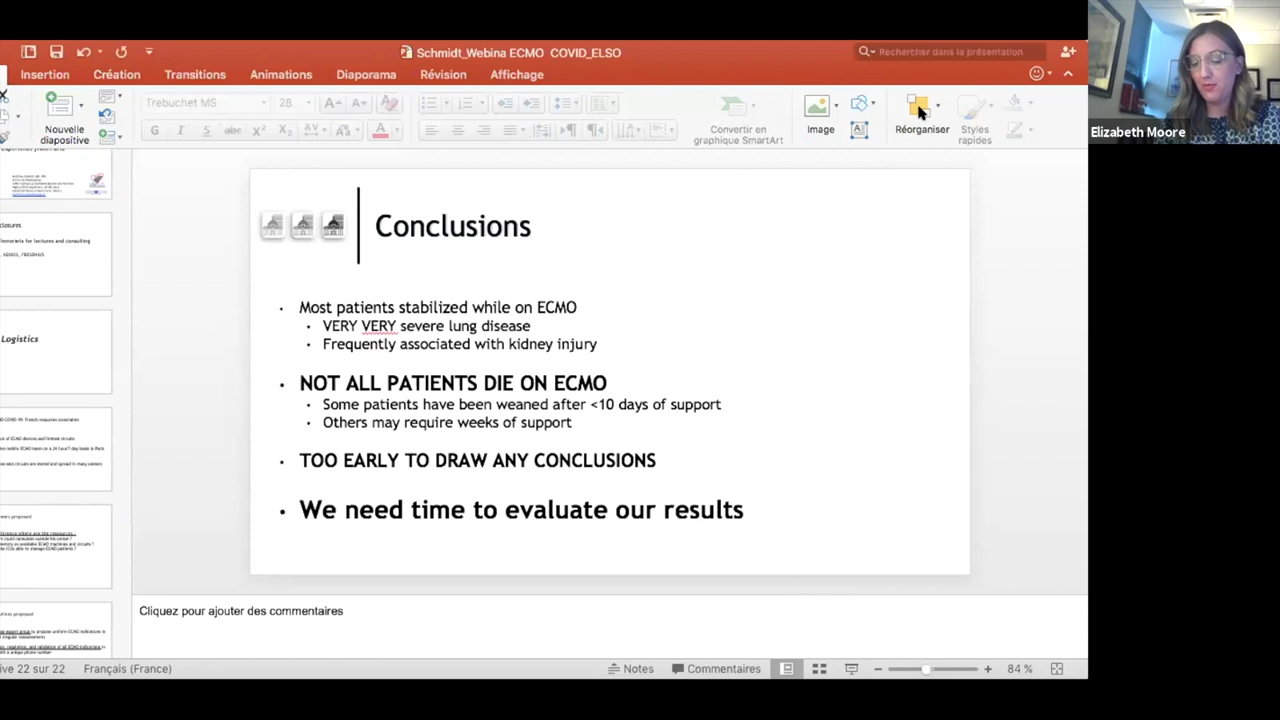 Schmidt_Webina ECMO COVID_ELSO
Rechercher dans la présentation
Insertion
Création
Transitions
Animations
Diaporama
Révision
Affichage
Nouvelle
diapositive
Trebuchet MS
28
Convertir en
graphique SmartArt
Image
Réorganiser
Styles
rapides
Elizabeth Moore
Logistics
Conclusions
• Most patients stabilized while on ECMO
• VERY VERY severe lung disease
• Frequently associated with kidney injury
• NOT ALL PATIENTS DIE ON ECMO
• Some patients have been weaned after <10 days of support
• Others may require weeks of support
• TOO EARLY TO DRAW ANY CONCLUSIONS
• We need time to evaluate our results
Cliquez pour ajouter des commentaires
ive 22 sur 22
Français (France)
Notes
Commentaires
84 %